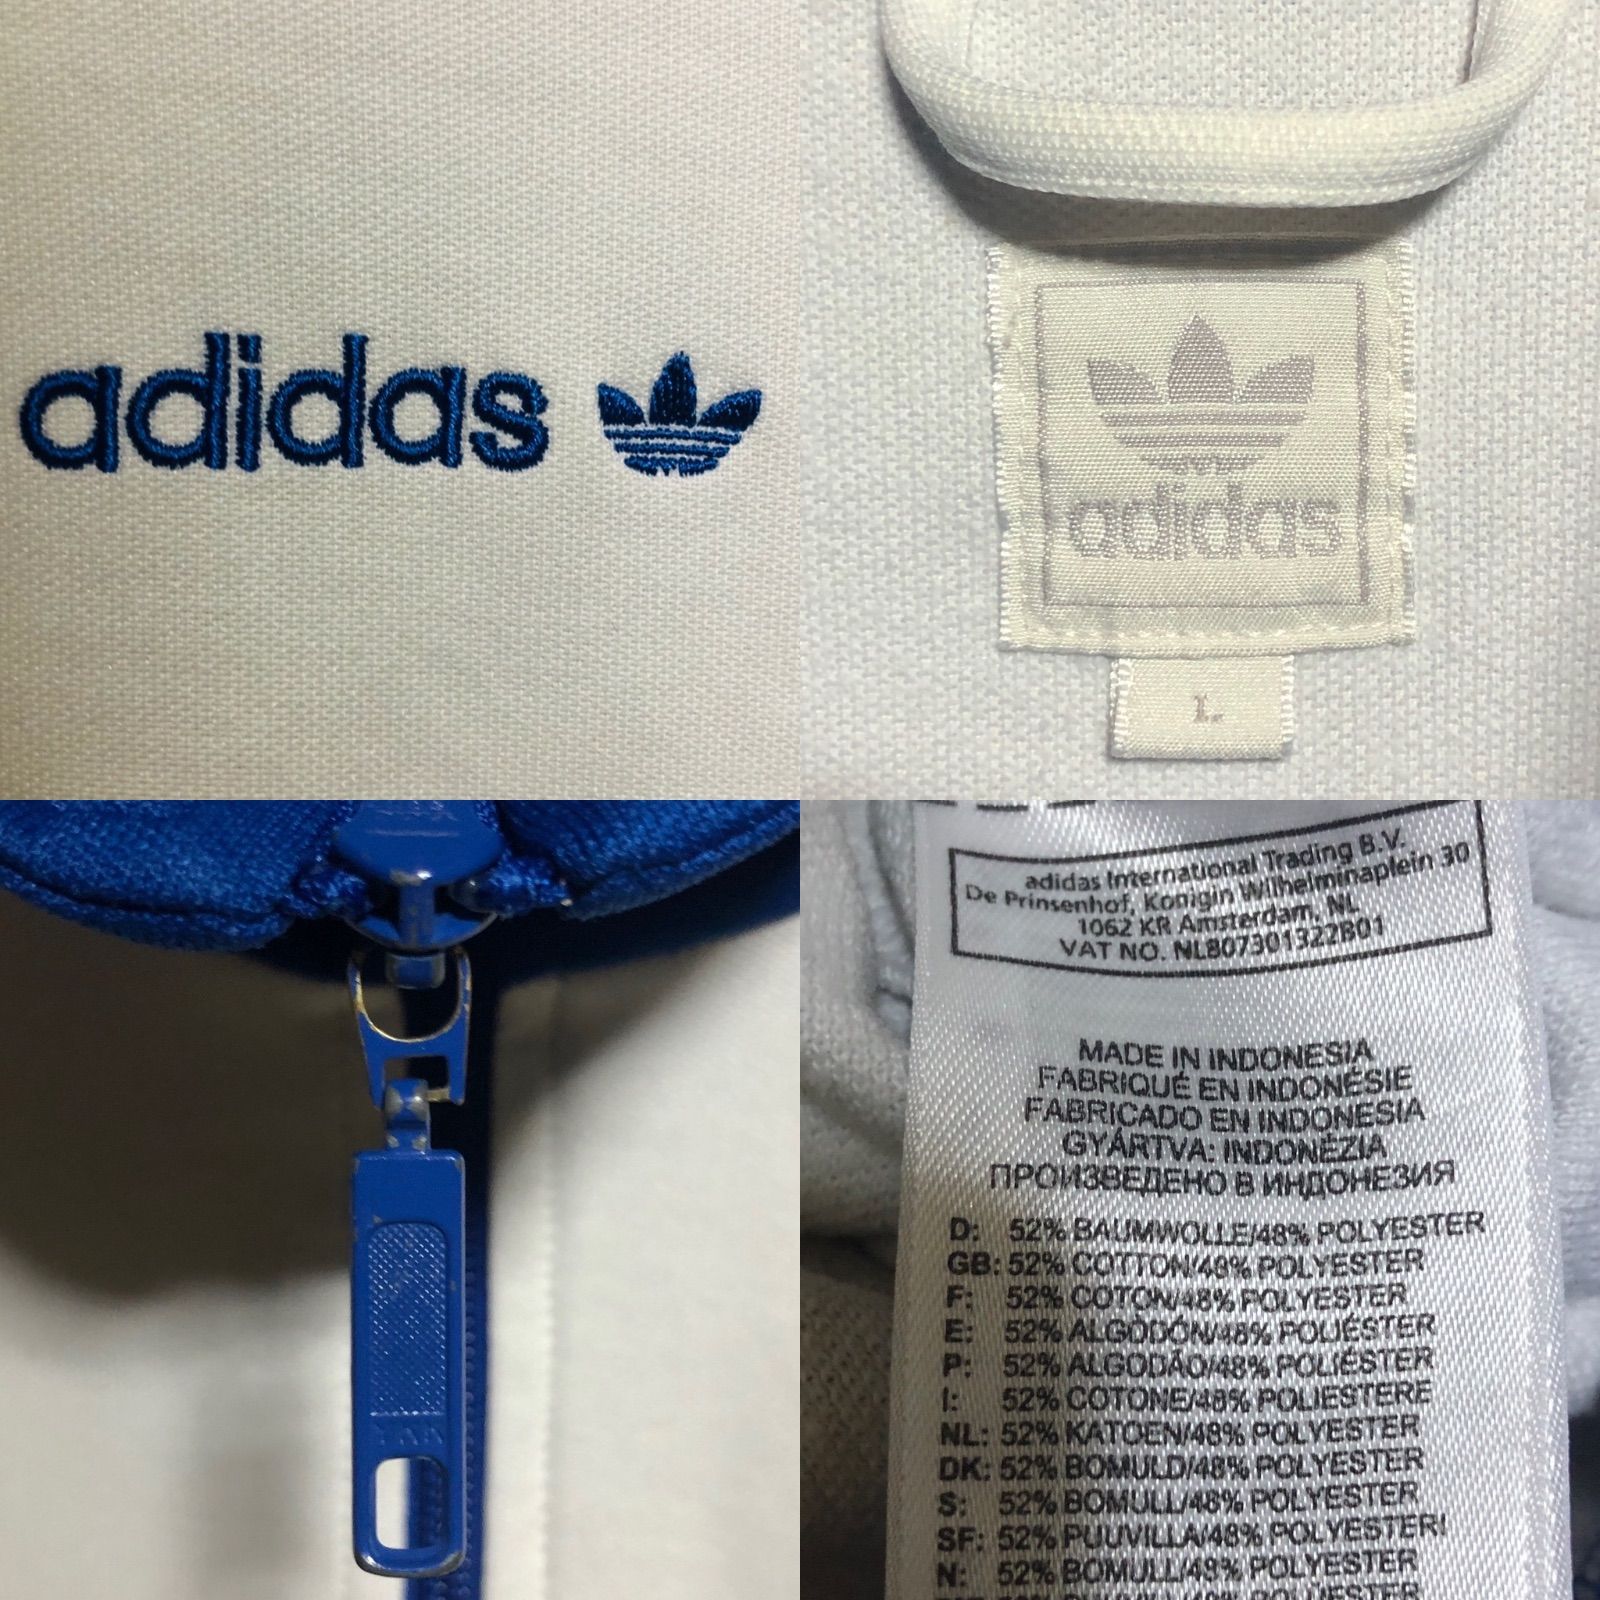 adidas
adidas
L
YKK
adidas International Trading B.V.
De Prinsenhof, Konigin Wilhelminaplein 30
1062 KR Amsterdam, NL
VAT NO. NL807301322B01
MADE IN INDONESIA
FABRIQUÉ EN INDONÉSIE
FABRICADO EN INDONESIA
GYÁRTVA: INDONÉZIA
ПРОИЗВЕДЕНО В ИНДОНЕЗИЯ
D: 52% BAUMWOLLE/48% POLYESTER
GB: 52% COTTON/48% POLYESTER
F: 52% COTON/48% POLYESTER
E: 52% ALGODÓN/48% POLIÉSTER
P: 52% ALGODÃO/48% POLIÉSTER
I: 52% COTONE/48% POLIESTERE
NL: 52% KATOEN/48% POLYESTER
DK: 52% BOMULD/48% POLYESTER
S: 52% BOMULL/48% POLYESTER
SF: 52% PUUVILLA/48% POLYESTERI
N: 52% BOMULL/48% POLYESTER